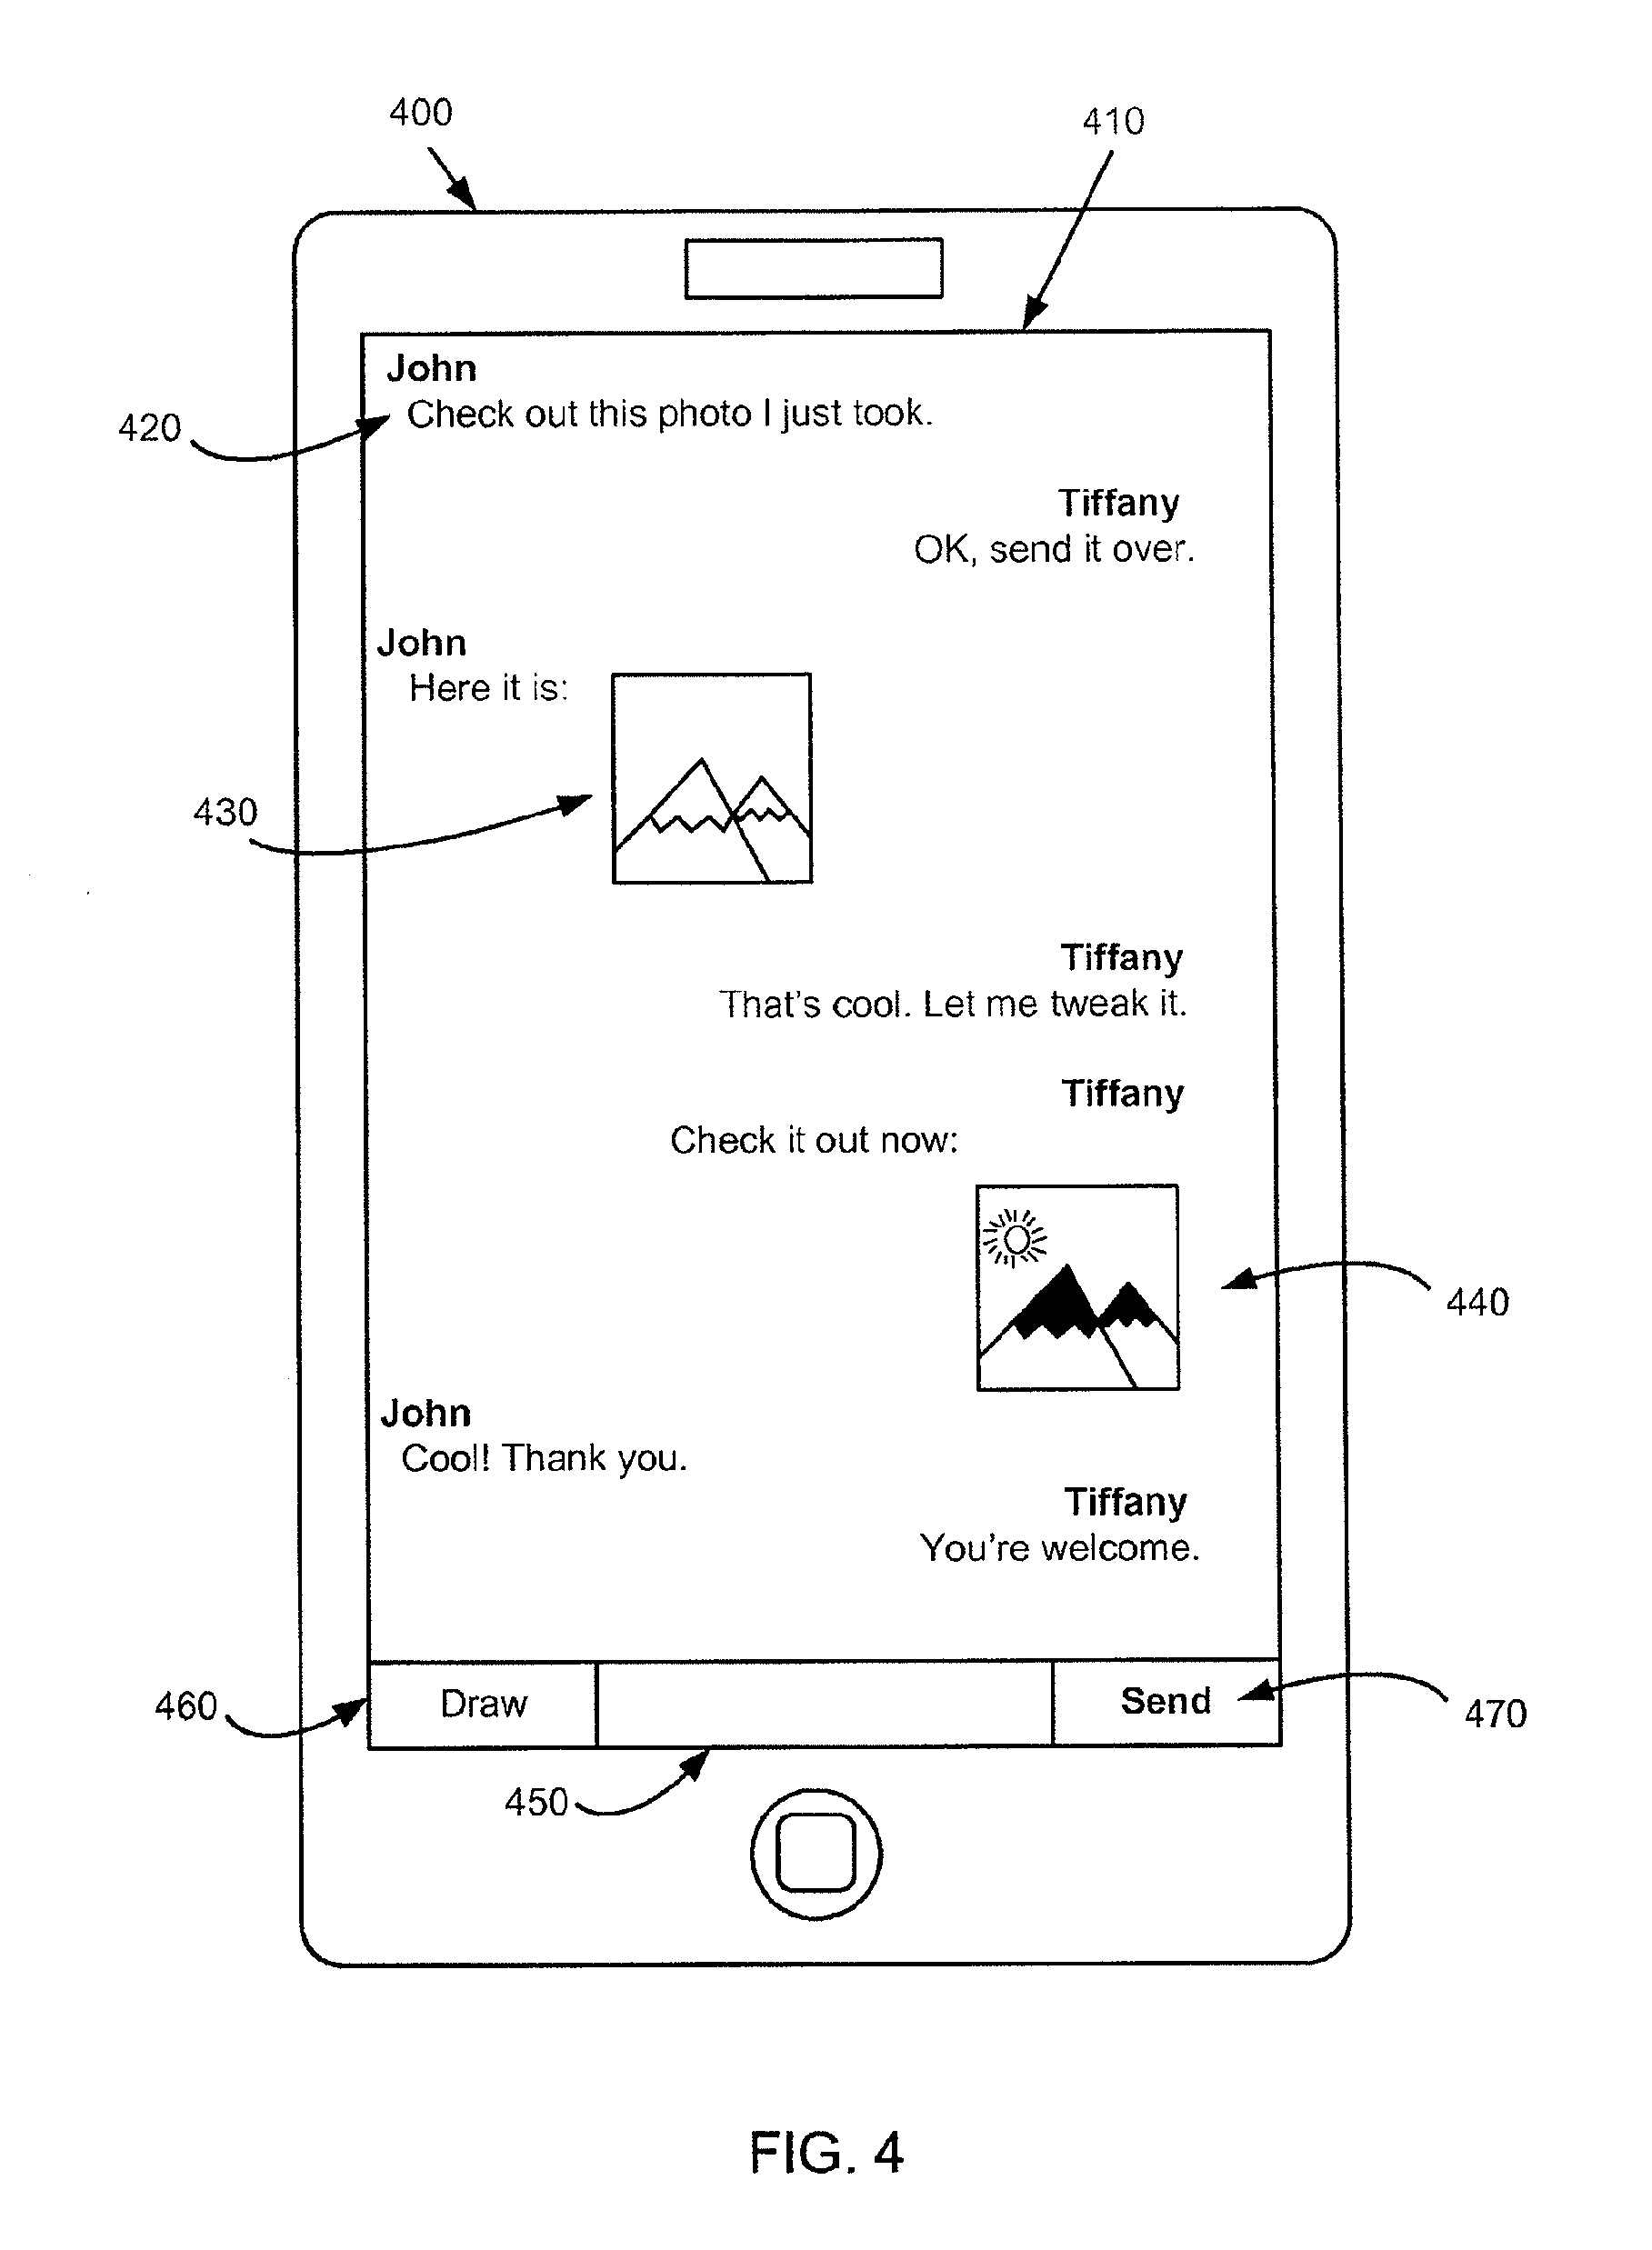 400
410
John
420
Check out this photo I just took.
Tiffany
OK, send it over.
John
Here it is:
430
Tiffany
That's cool. Let me tweak it.
Tiffany
Check it out now:
440
John
Cool! Thank you.
Tiffany
You're welcome.
460
Draw
Send
470
450
FIG. 4